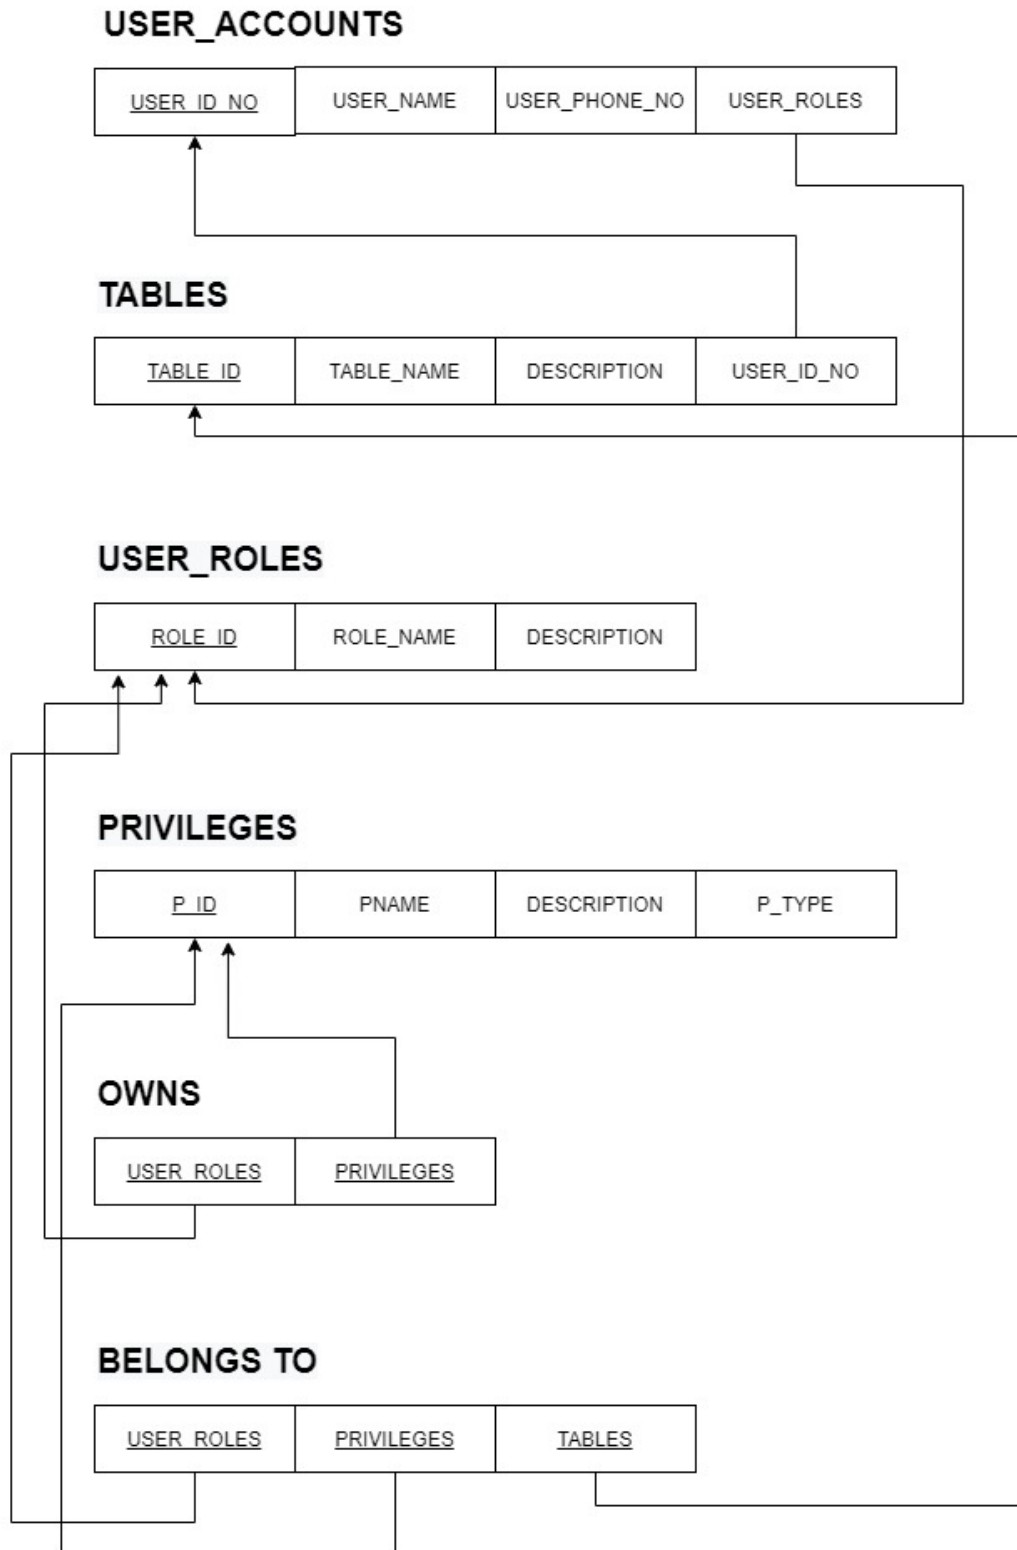 USER_ACCOUNTS
USER_ID_NO USER_NAME USER_PHONE_NO USER_ROLES
TABLES
TABLE_ID TABLE_NAME DESCRIPTION USER_ID_NO
USER_ROLES
ROLE_ID ROLE_NAME DESCRIPTION
PRIVILEGES
P_ID PNAME DESCRIPTION P_TYPE
OWNS
USER_ROLES PRIVILEGES
BELONGS TO
USER_ROLES PRIVILEGES TABLES